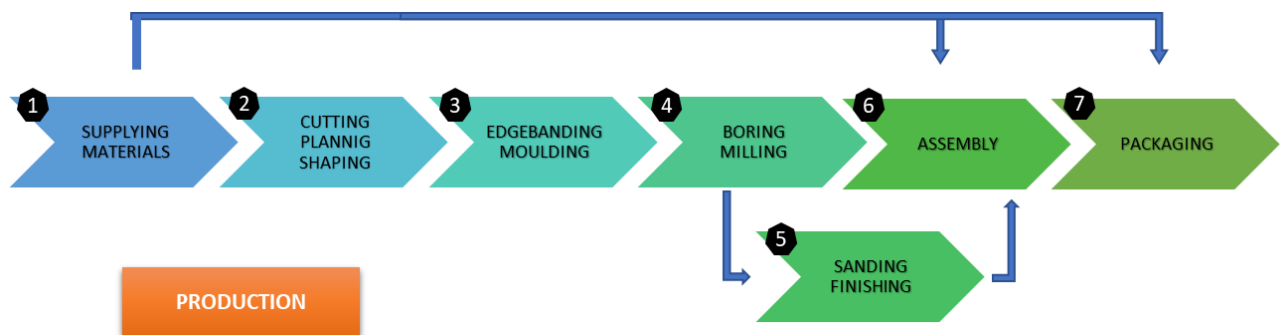 1
SUPPLYING
MATERIALS
2
CUTTING
PLANNIG
SHAPING
3
EDGEBANDING
MOULDING
4
BORING
MILLING
6
ASSEMBLY
7
PACKAGING
5
SANDING
FINISHING
PRODUCTION